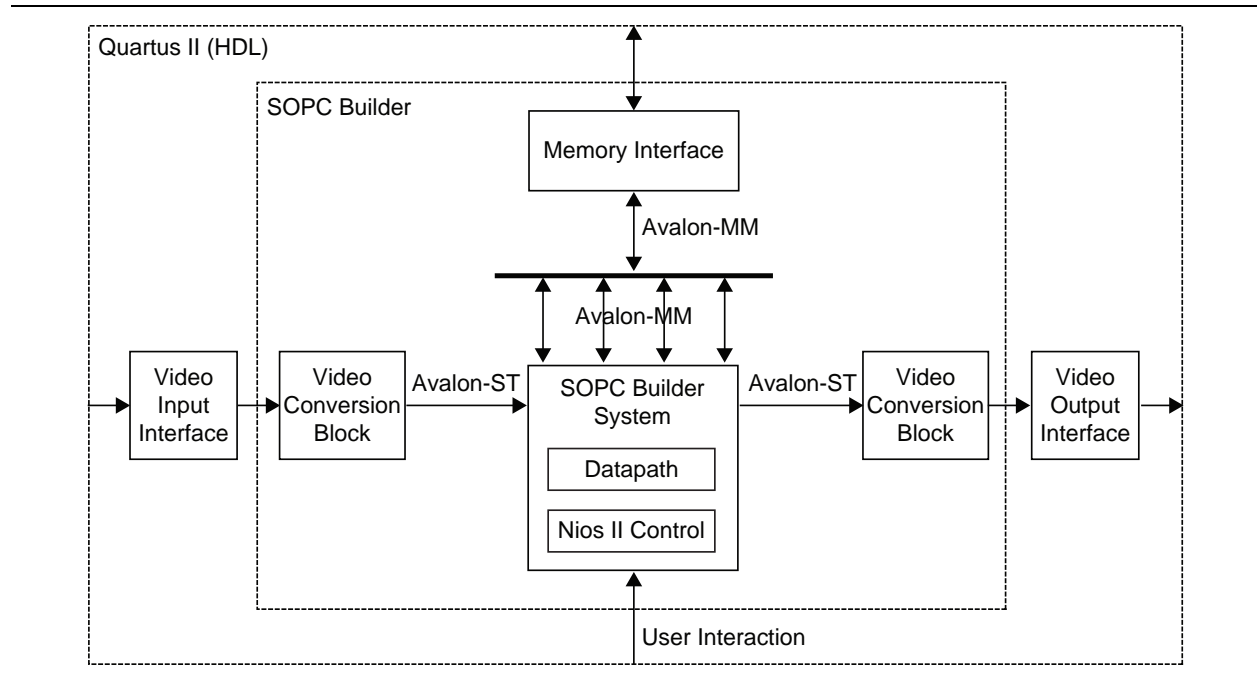 Quartus II (HDL)
SOPC Builder
Memory Interface
Avalon-MM
Avalon-MM
Video
Input
Interface
Video
Conversion
Block
Avalon-ST
SOPC Builder
System
Datapath
Nios II Control
Avalon-ST
Video
Conversion
Block
Video
Output
Interface
User Interaction